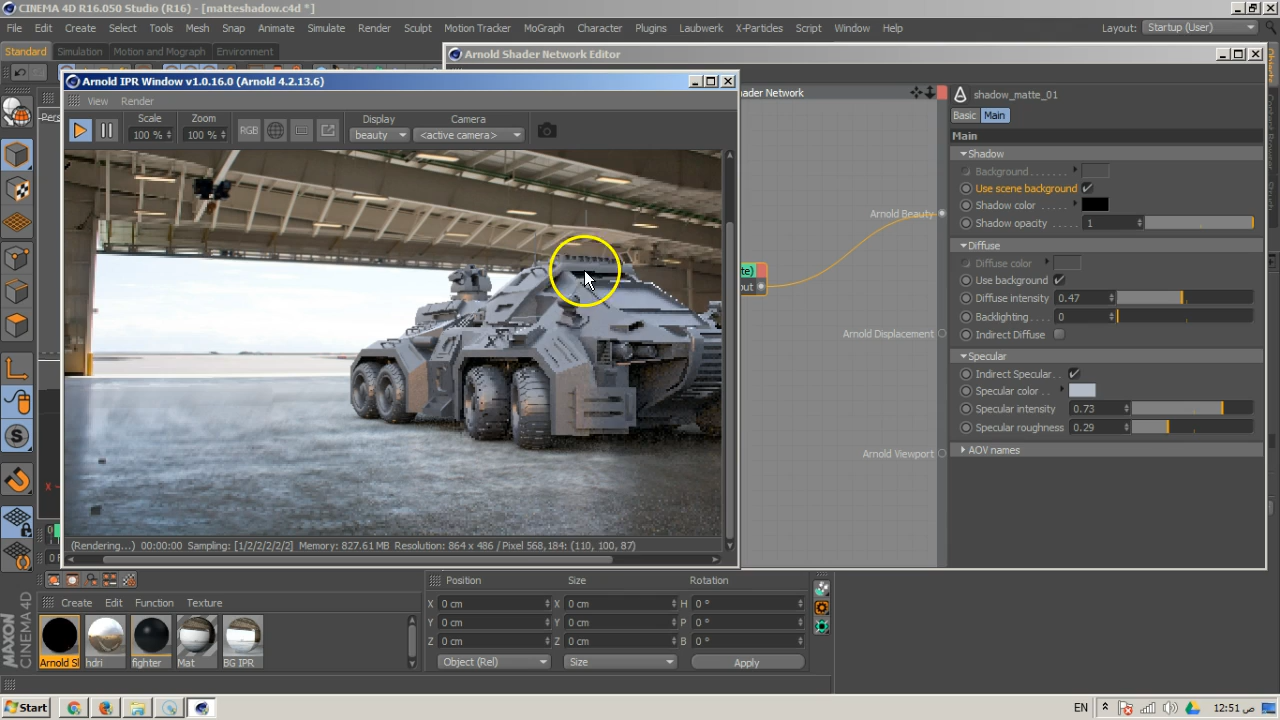 CINEMA 4D R16.050 Studio (R16) - [matteshadow.c4d *]
File Edit Create Select Tools Mesh Snap Animate Simulate Render Sculpt Motion Tracker MoGraph Character Plugins Laubwerk X-Particles Script Window Help Layout: Startup (User)
Standard Simulation Motion and Mograph Environment
Arnold Shader Network Editor
Arnold IPR Window v1.0.16.0 (Arnold 4.2.13.6)
View Render
Scale Zoom Display Camera
100 % 100 % RGB beauty <active camera>
Shader Network
shadow_matte_01
Basic Main
Main
Shadow
Background
Use scene background
Shadow color
Shadow opacity 1
Arnold Beauty
Diffuse
Diffuse color
Use background
Diffuse intensity 0.47
Backlighting 0
Indirect Diffuse
Arnold Displacement
Specular
Indirect Specular
Specular color
Specular intensity 0.73
Specular roughness 0.29
AOV names
Arnold Viewport
(Rendering...) 00:00:00 Sampling: [1/2/2/2/2/2] Memory: 827.61 MB Resolution: 864 x 486 / Pixel 568,184: (110, 100, 87)
Position Size Rotation
Create Edit Function Texture
X 0 cm X 0 cm H 0 °
Y 0 cm Y 0 cm P 0 °
Z 0 cm Z 0 cm B 0 °
Object (Rel) Size Apply
Arnold Sl hdri fighter Mat BG IPR
MAXON CINEMA 4D
Start EN 12:51 ص